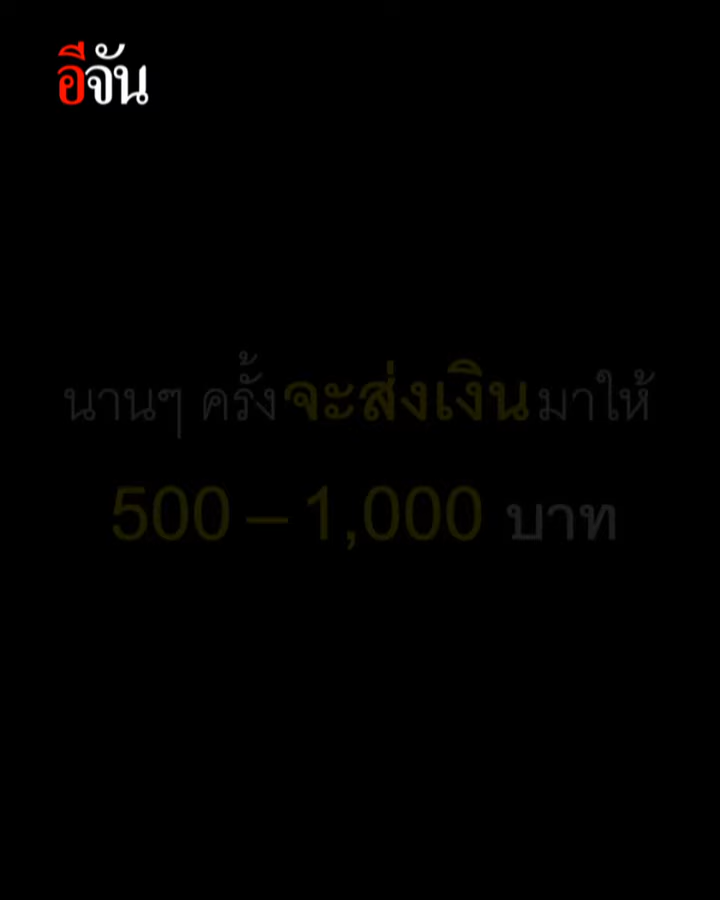 อีจัน
นานๆ ครั้งจะส่งเงินมาให้
500 – 1,000 บาท